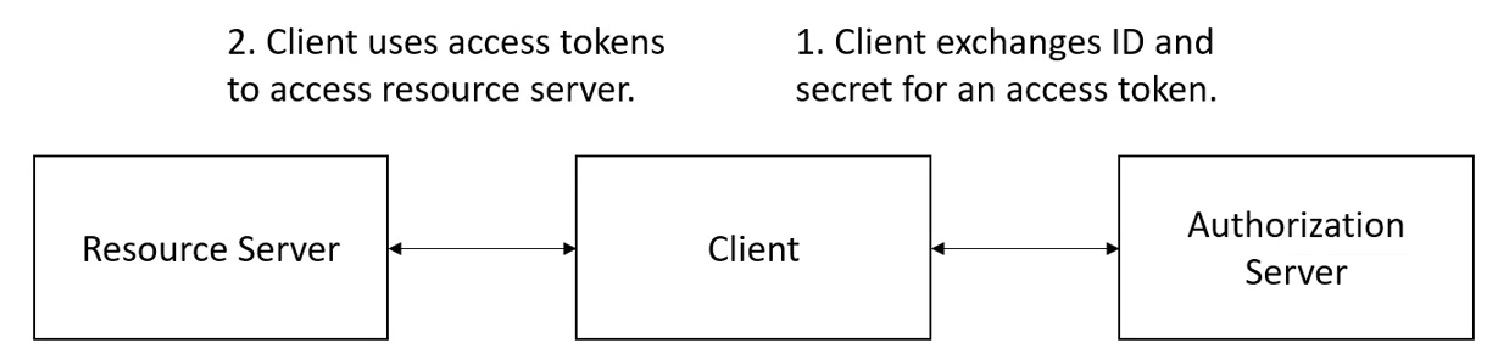 2. Client uses access tokens
to access resource server.
1. Client exchanges ID and
secret for an access token.
Resource Server
Client
Authorization
Server